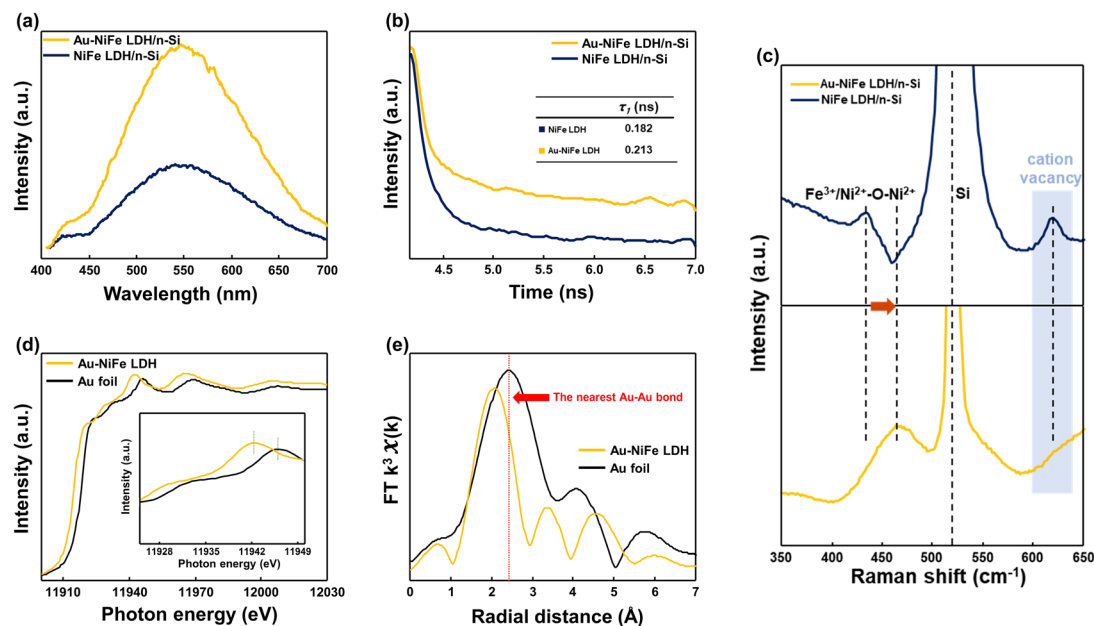 (a)
Au-NiFe LDH/n-Si
NiFe LDH/n-Si
Intensity (a.u.)
400 450 500 550 600 650 700
Wavelength (nm)
(b)
Au-NiFe LDH/n-Si
NiFe LDH/n-Si
τ₁ (ns)
NiFe LDH 0.182
Au-NiFe LDH 0.213
Intensity (a.u.)
4.5 5.0 5.5 6.0 6.5 7.0
Time (ns)
(c)
Au-NiFe LDH/n-Si
NiFe LDH/n-Si
cation
vacancy
Fe³⁺/Ni²⁺-O-Ni²⁺
Si
Intensity (a.u.)
350 400 450 500 550 600 650
Raman shift (cm⁻¹)
(d)
Au-NiFe LDH
Au foil
Intensity (a.u.)
Intensity (a.u.)
11928 11935 11942 11949
Photon energy (eV)
11910 11940 11970 12000 12030
Photon energy (eV)
(e)
The nearest Au-Au bond
Au-NiFe LDH
Au foil
FT k³ χ(k)
0 1 2 3 4 5 6 7
Radial distance (Å)